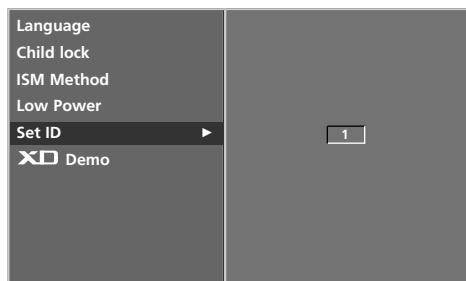 Language
Child lock
ISM Method
Low Power
Set ID ► 1
XD Demo